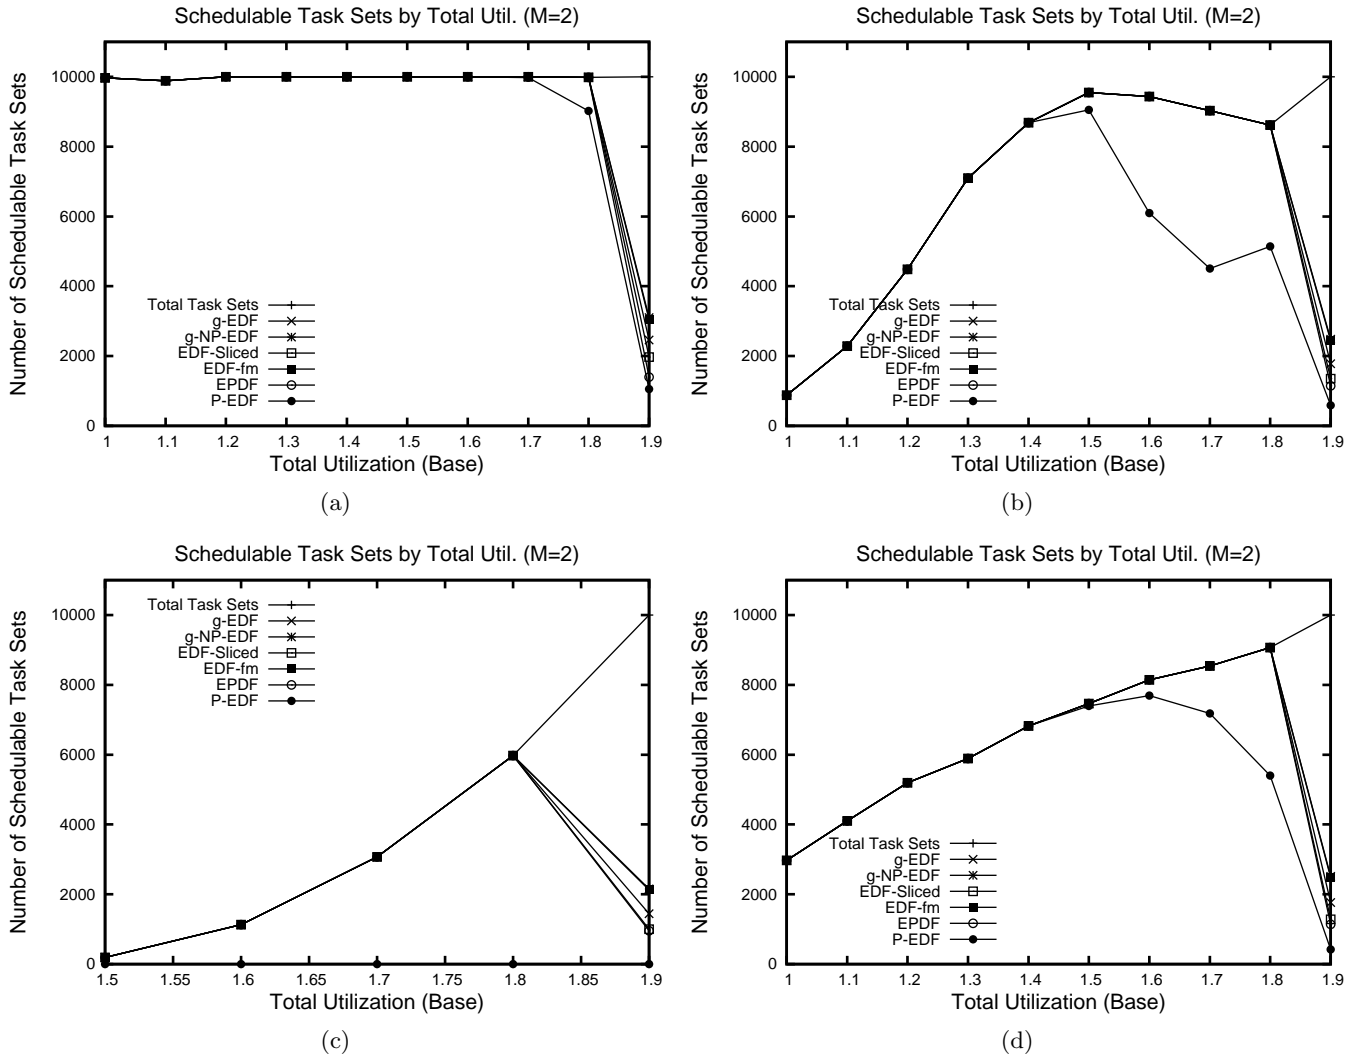 Schedulable Task Sets by Total Util. (M=2)
Number of Schedulable Task Sets
10000
8000
6000
4000
2000
0
Total Task Sets
g-EDF
g-NP-EDF
EDF-Sliced
EDF-fm
EPDF
P-EDF
1 1.1 1.2 1.3 1.4 1.5 1.6 1.7 1.8 1.9
Total Utilization (Base)
(a)
Schedulable Task Sets by Total Util. (M=2)
Number of Schedulable Task Sets
10000
8000
6000
4000
2000
0
Total Task Sets
g-EDF
g-NP-EDF
EDF-Sliced
EDF-fm
EPDF
P-EDF
1 1.1 1.2 1.3 1.4 1.5 1.6 1.7 1.8 1.9
Total Utilization (Base)
(b)
Schedulable Task Sets by Total Util. (M=2)
Number of Schedulable Task Sets
10000
8000
6000
4000
2000
0
Total Task Sets
g-EDF
g-NP-EDF
EDF-Sliced
EDF-fm
EPDF
P-EDF
1.5 1.55 1.6 1.65 1.7 1.75 1.8 1.85 1.9
Total Utilization (Base)
(c)
Schedulable Task Sets by Total Util. (M=2)
Number of Schedulable Task Sets
10000
8000
6000
4000
2000
0
Total Task Sets
g-EDF
g-NP-EDF
EDF-Sliced
EDF-fm
EPDF
P-EDF
1 1.1 1.2 1.3 1.4 1.5 1.6 1.7 1.8 1.9
Total Utilization (Base)
(d)